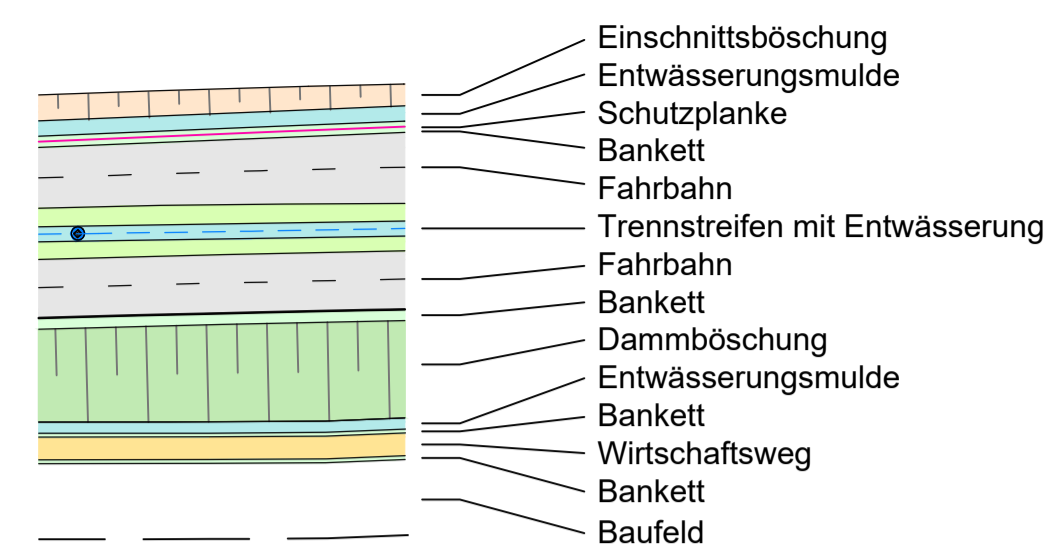 Einschnittsböschung
Entwässerungsmulde
Schutzplanke
Bankett
Fahrbahn
Trennstreifen mit Entwässerung
Fahrbahn
Bankett
Dammböschung
Entwässerungsmulde
Bankett
Wirtschaftsweg
Bankett
Baufeld